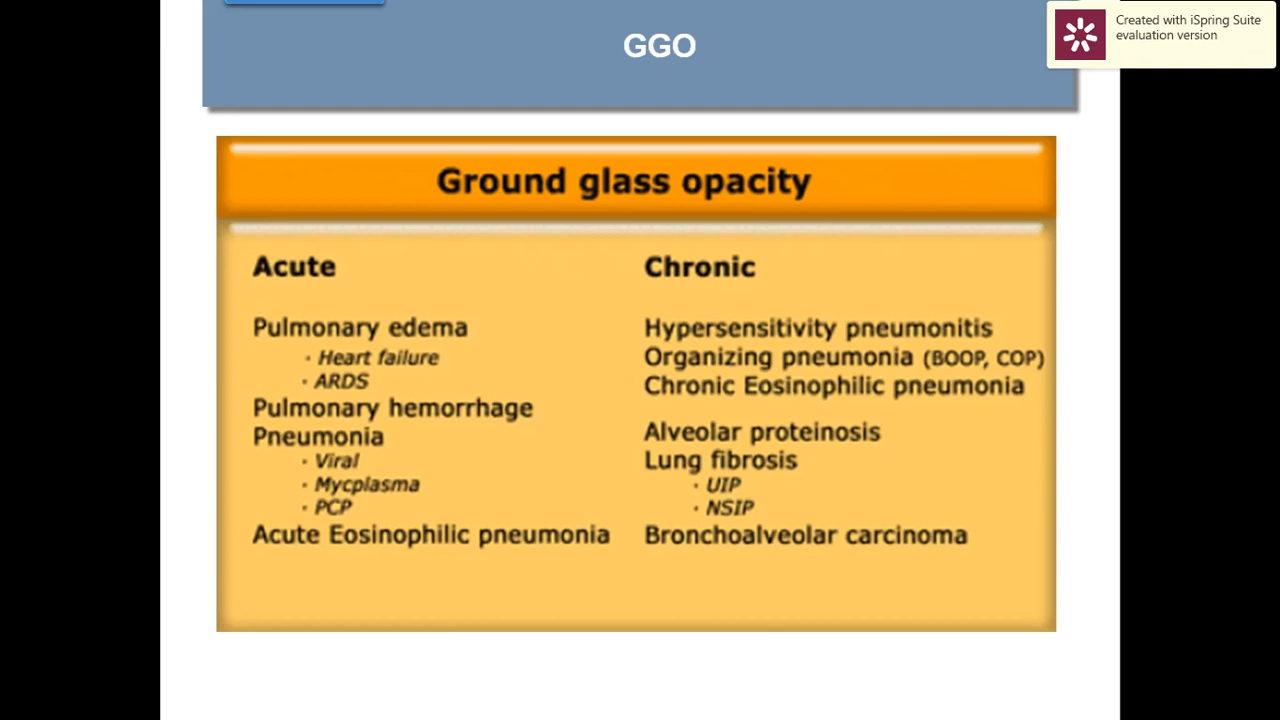 GGO
Created with iSpring Suite
evaluation version
Ground glass opacity
Acute
Pulmonary edema
· Heart failure
· ARDS
Pulmonary hemorrhage
Pneumonia
· Viral
· Mycplasma
· PCP
Acute Eosinophilic pneumonia
Chronic
Hypersensitivity pneumonitis
Organizing pneumonia (BOOP, COP)
Chronic Eosinophilic pneumonia
Alveolar proteinosis
Lung fibrosis
· UIP
· NSIP
Bronchoalveolar carcinoma